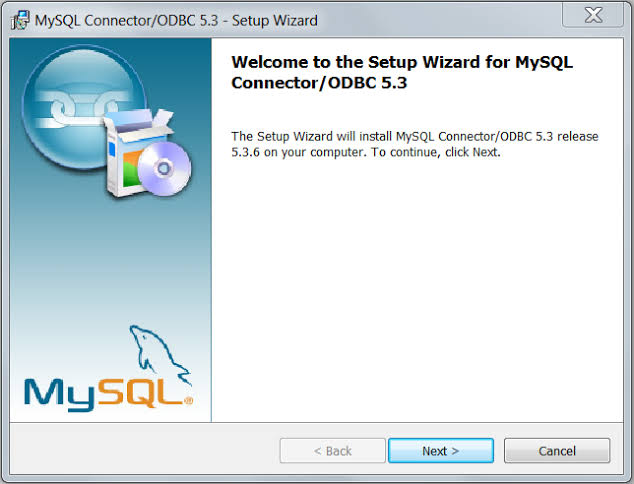 MySQL Connector/ODBC 5.3 - Setup Wizard
Welcome to the Setup Wizard for MySQL
Connector/ODBC 5.3
The Setup Wizard will install MySQL Connector/ODBC 5.3 release
5.3.6 on your computer. To continue, click Next.
MySQL®
< Back
Next >
Cancel